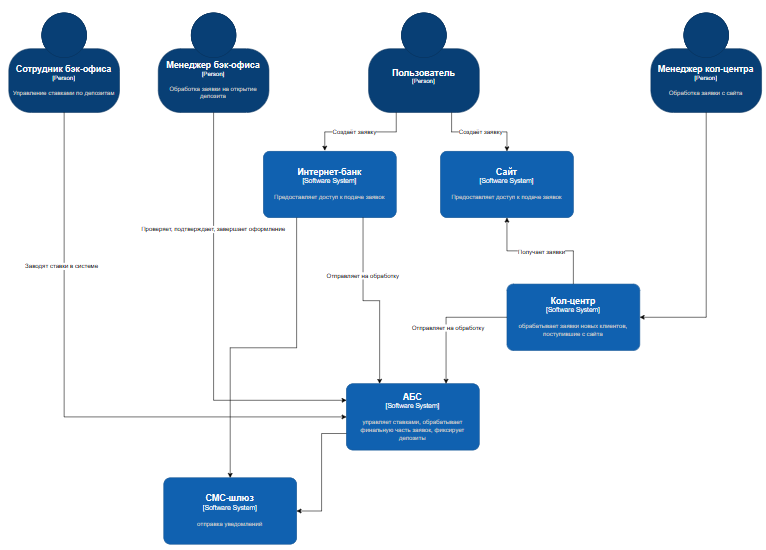 Сотрудник бэк-офиса
[Person]
Управление ставками по депозитам
Менеджер бэк-офиса
[Person]
Обработка заявки на открытие
депозита
Пользователь
[Person]
Менеджер кол-центра
[Person]
Обработка заявки с сайта
Создаёт заявку
Создаёт заявку
Интернет-банк
[Software System]
Предоставляет доступ к подаче заявок
Сайт
[Software System]
Предоставляет доступ к подаче заявок
Проверяет, подтверждает, завершает оформление
Получает заявки
Заводят ставки в системе
Отправляет на обработку
Кол-центр
[Software System]
обрабатывает заявки новых клиентов,
поступившие с сайта
Отправляет на обработку
АБС
[Software System]
управляет ставками, обрабатывает
финальную часть заявок, фиксирует
депозиты
СМС-шлюз
[Software System]
отправка уведомлений